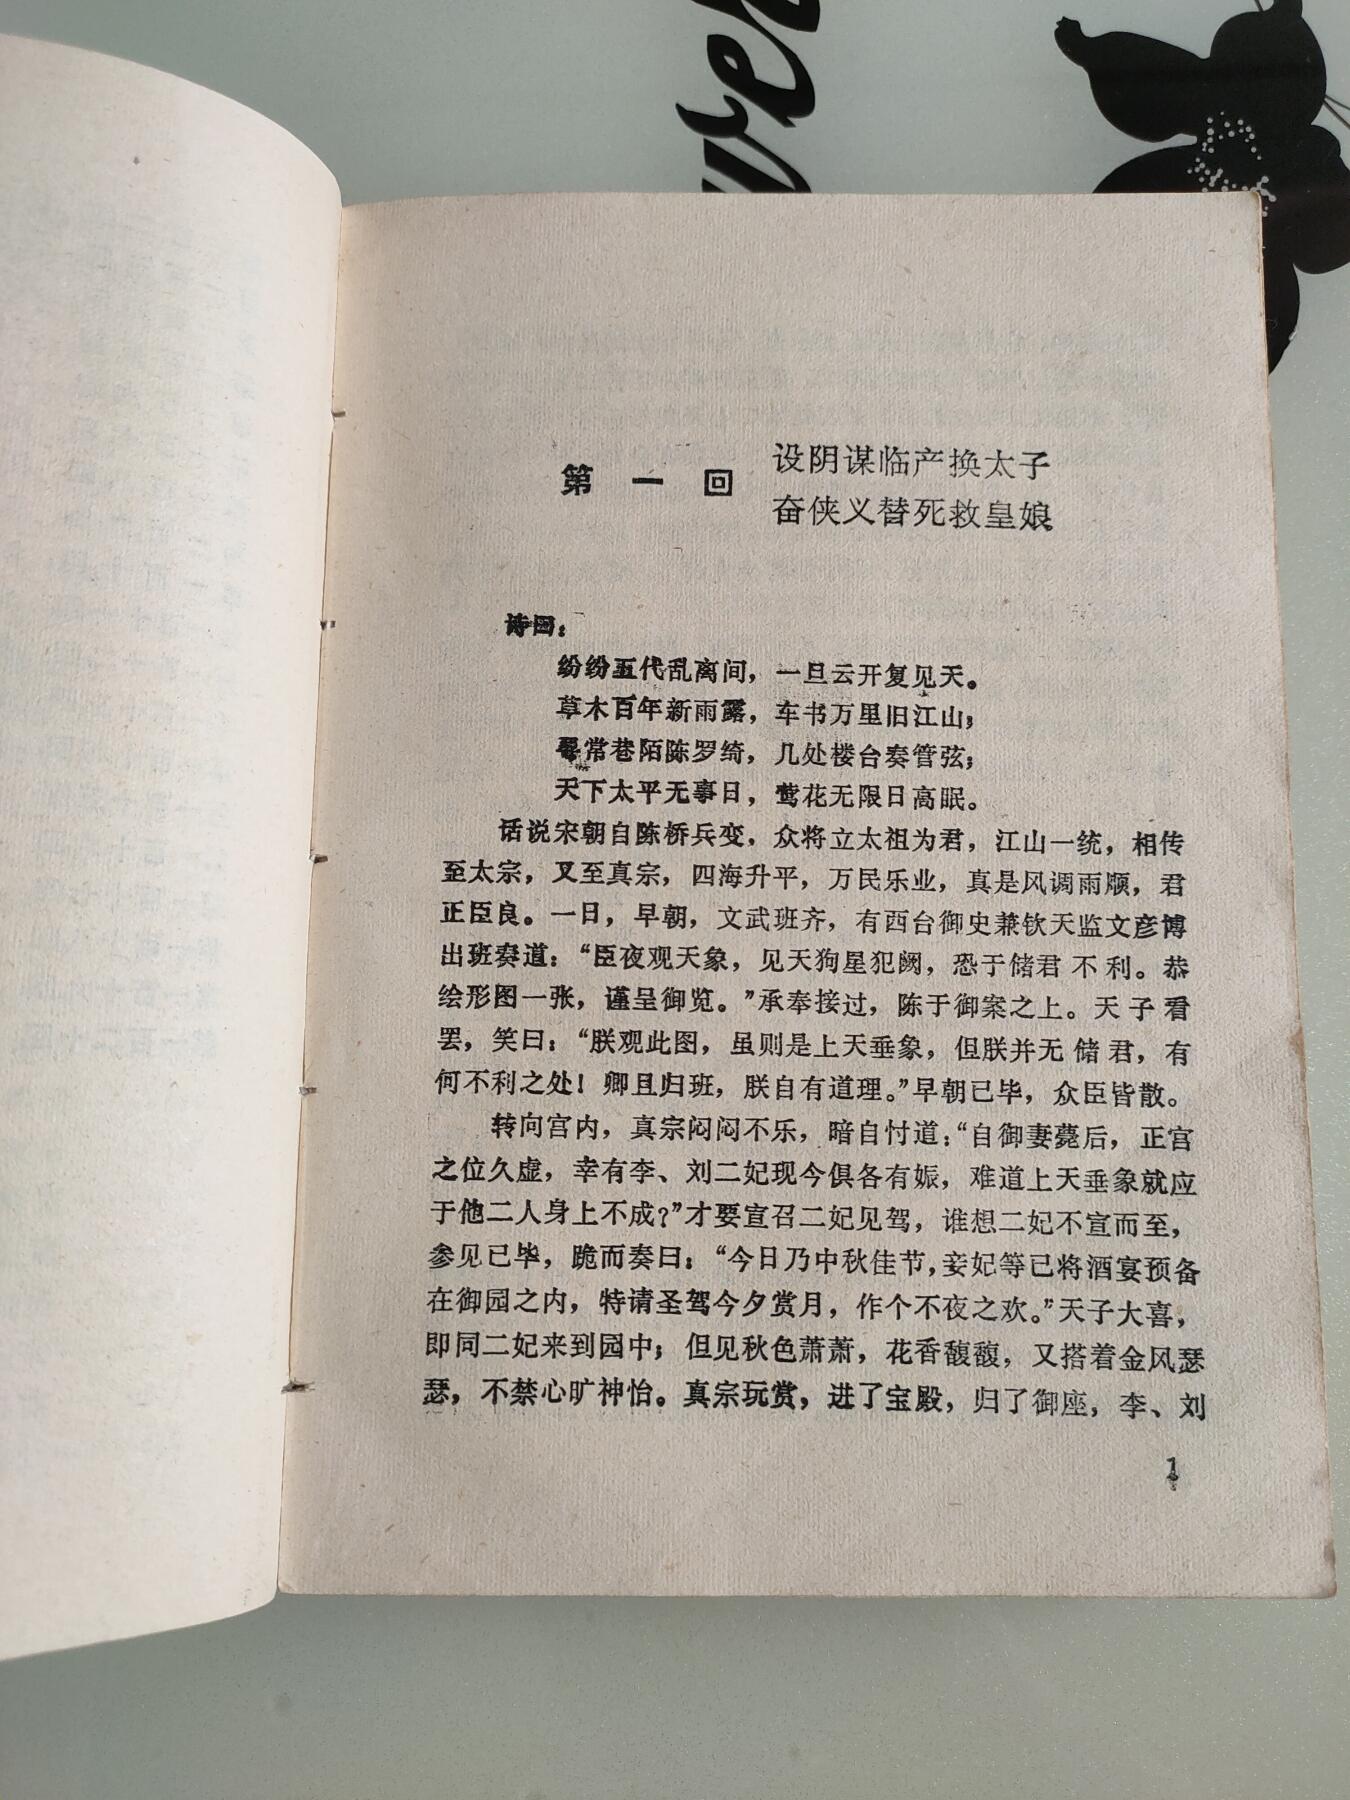 第一回 设阴谋临产换太子
奋侠义替死救皇娘
诗曰：
纷纷五代乱离间，一旦云开复见天。
草木百年新雨露，车书万里旧江山；
寻常巷陌陈罗绮，几处楼台奏管弦；
天下太平无事日，莺花无限日高眠。
话说宋朝自陈桥兵变，众将立太祖为君，江山一统，相传
至太宗，又至真宗，四海升平，万民乐业，真是风调雨顺，君
正臣良。一日，早朝，文武班齐，有西台御史兼钦天监文彦博
出班奏道：“臣夜观天象，见天狗星犯阙，恐于储君不利。恭
绘形图一张，谨呈御览。”承奉接过，陈于御案之上。天子看
罢，笑曰：“朕观此图，虽则是上天垂象，但朕并无储君，有
何不利之处！卿且归班，朕自有道理。”早朝已毕，众臣皆散。
转向宫内，真宗闷闷不乐，暗自忖道：“自御妻薨后，正宫
之位久虚，幸有李、刘二妃现今俱各有娠，难道上天垂象就应
于他二人身上不成？”才要宣召二妃见驾，谁想二妃不宣而至，
参见已毕，跪而奏曰：“今日乃中秋佳节，妾妃等已将酒宴预备
在御园之内，特请圣驾今夕赏月，作个不夜之欢。”天子大喜，
即同二妃来到园中；但见秋色萧萧，花香馥馥，又搭着金风瑟
瑟，不禁心旷神怡。真宗玩赏，进了宝殿，归了御座，李、刘
1